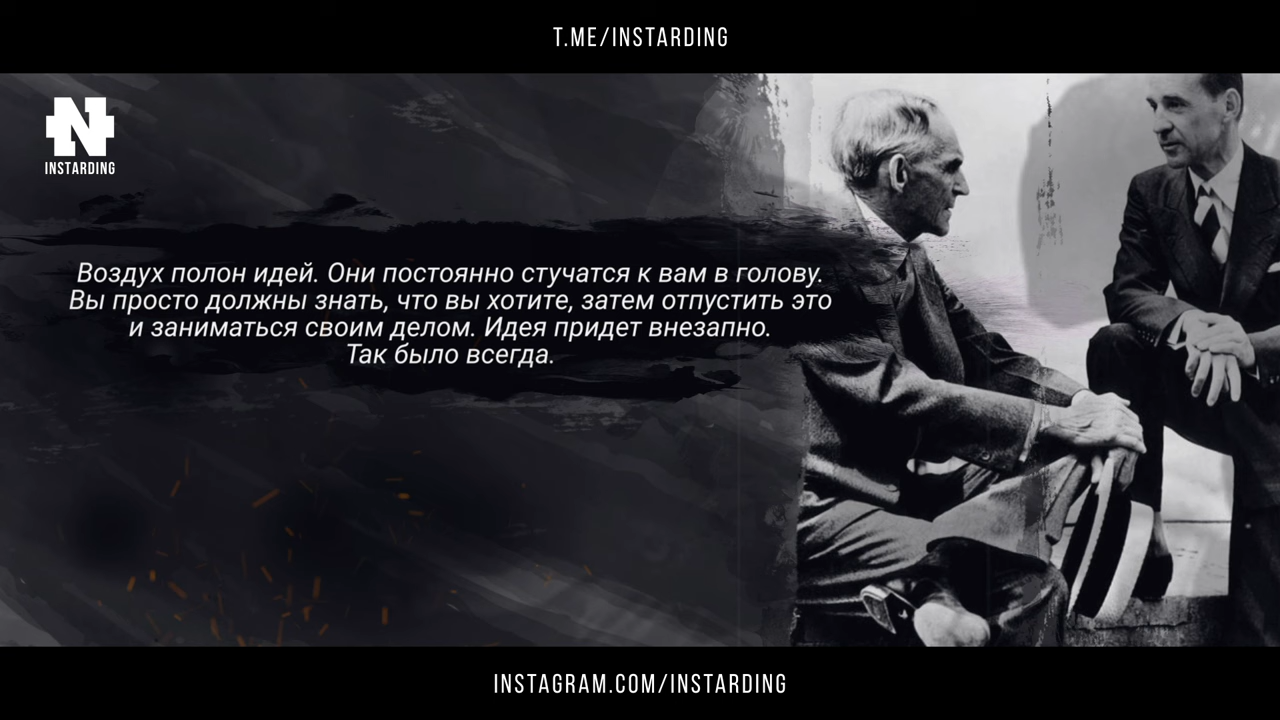 T.ME/INSTARDING
N
INSTARDING
Воздух полон идей. Они постоянно стучатся к вам в голову.
Вы просто должны знать, что вы хотите, затем отпустить это
и заниматься своим делом. Идея придет внезапно.
Так было всегда.
INSTAGRAM.COM/INSTARDING